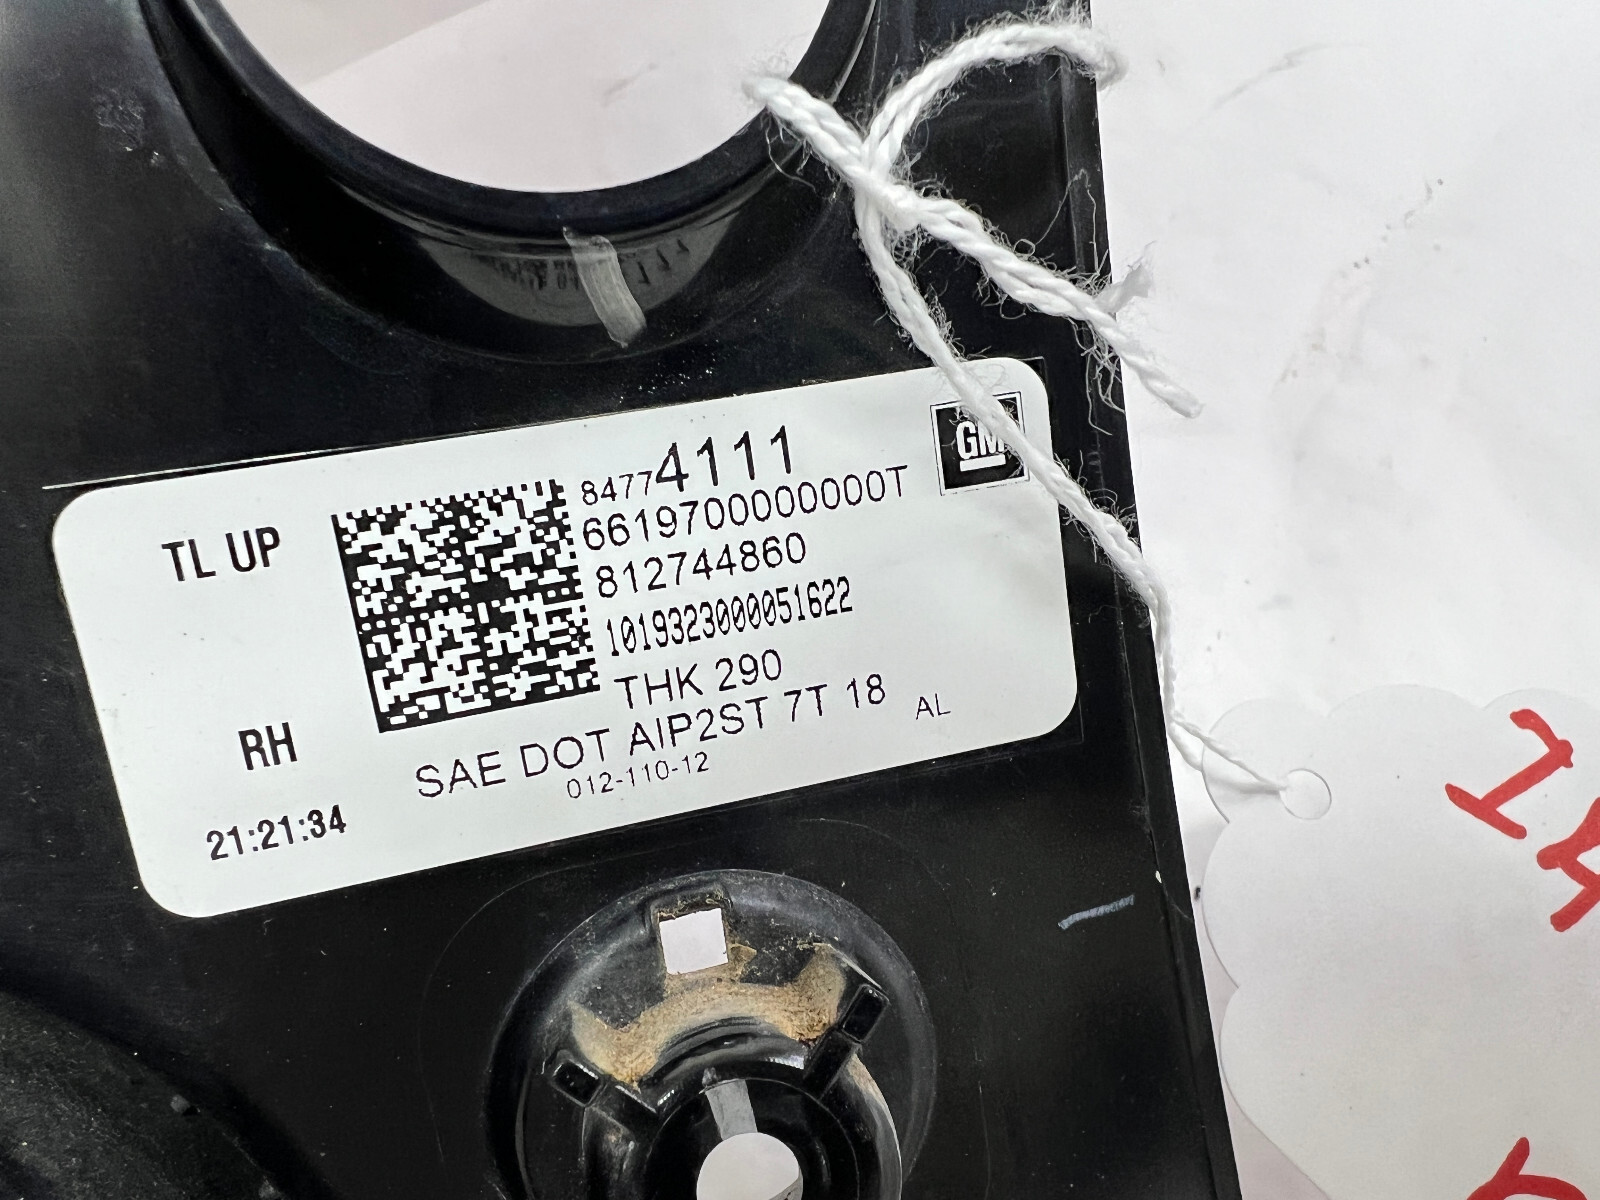 84774111
GM
6619700000000T
TL UP
812744860
1019323000051622
THK 290
RH
SAE DOT AIP2ST 7T 18
AL
012-110-12
21:21:34